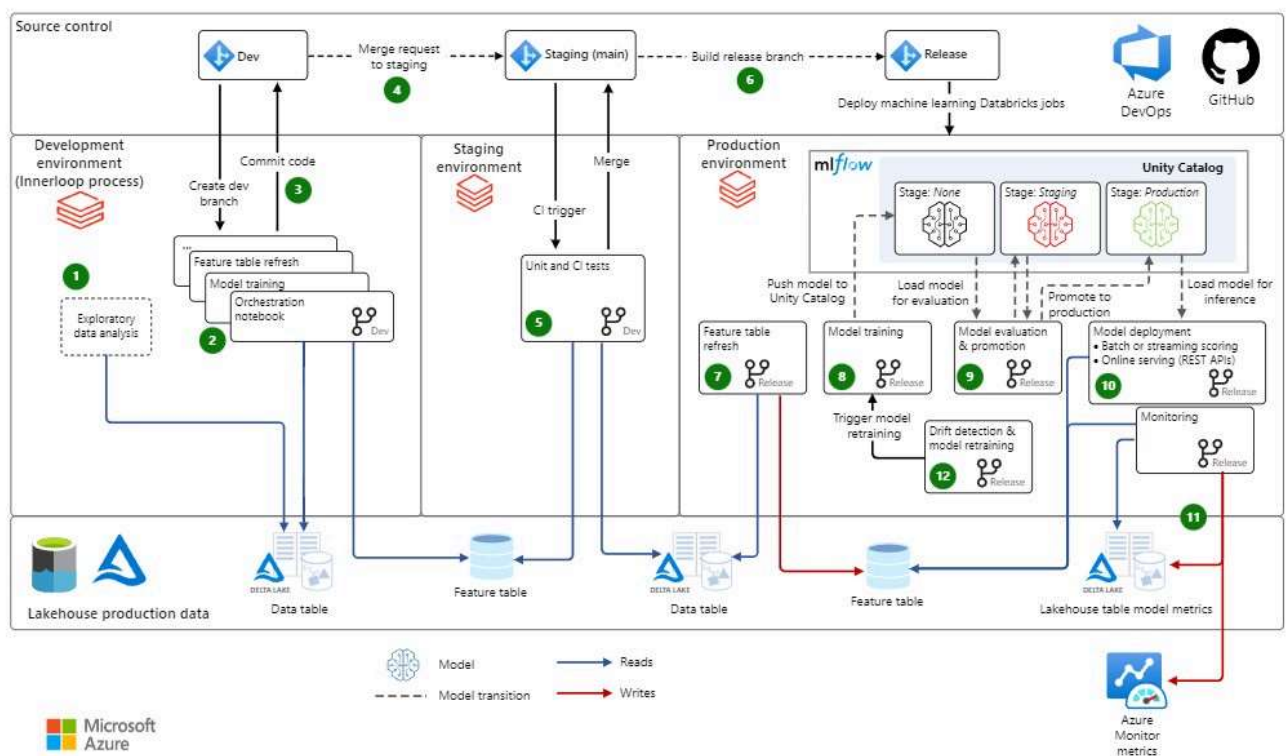 Source control
Dev
Merge request
to staging
4
Staging (main)
Build release branch
6
Release
Azure
DevOps
GitHub
Deploy machine learning Databricks jobs
Development
environment
(Innerloop process)
Commit code
3
Create dev
branch
...
Feature table refresh
Model training
Orchestration
notebook
Dev
1
Exploratory
data analysis
2
Staging
environment
Merge
CI trigger
Unit and CI tests
5
Dev
Production
environment
mlflow
Unity Catalog
Stage: None
Stage: Staging
Stage: Production
Push model to
Unity Catalog
Load model
for evaluation
Promote to
production
Load model for
inference
Feature table
refresh
7
Release
Model training
8
Release
Model evaluation
& promotion
9
Release
Model deployment
• Batch or streaming scoring
• Online serving (REST APIs)
10
Release
Trigger model
retraining
Drift detection &
model retraining
12
Release
Monitoring
Release
11
Lakehouse production data
DELTA LAKE
Data table
Feature table
DELTA LAKE
Data table
Feature table
DELTA LAKE
Lakehouse table model metrics
Model
Reads
Model transition
Writes
Azure
Monitor
metrics
Microsoft
Azure